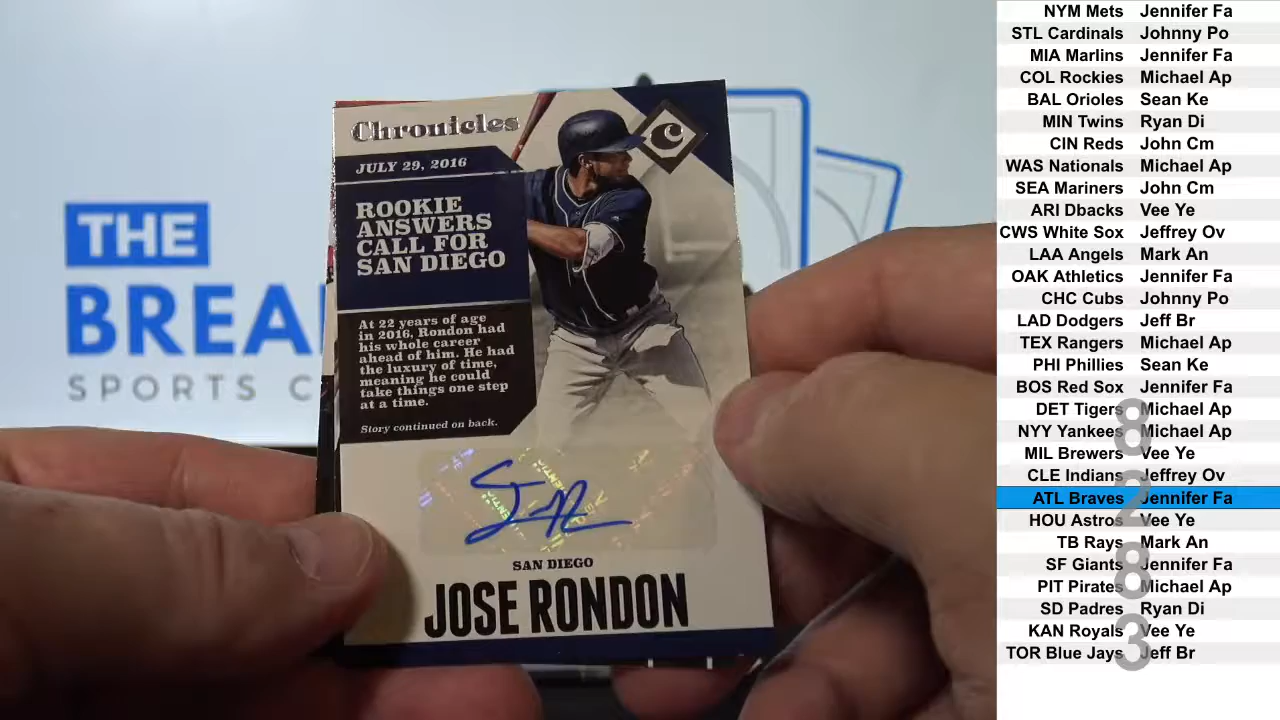 THE
BREA
SPORTS C
Chronicles
C
JULY 29, 2016
ROOKIE
ANSWERS
CALL FOR
SAN DIEGO
At 22 years of age
in 2016, Rondon had
his whole career
ahead of him. He had
the luxury of time,
meaning he could
take things one step
at a time.
Story continued on back.
SAN DIEGO
JOSE RONDON
NYM Mets Jennifer Fa
STL Cardinals Johnny Po
MIA Marlins Jennifer Fa
COL Rockies Michael Ap
BAL Orioles Sean Ke
MIN Twins Ryan Di
CIN Reds John Cm
WAS Nationals Michael Ap
SEA Mariners John Cm
ARI Dbacks Vee Ye
CWS White Sox Jeffrey Ov
LAA Angels Mark An
OAK Athletics Jennifer Fa
CHC Cubs Johnny Po
LAD Dodgers Jeff Br
TEX Rangers Michael Ap
PHI Phillies Sean Ke
BOS Red Sox Jennifer Fa
DET Tigers Michael Ap
NYY Yankees Michael Ap
MIL Brewers Vee Ye
CLE Indians Jeffrey Ov
ATL Braves Jennifer Fa
HOU Astros Vee Ye
TB Rays Mark An
SF Giants Jennifer Fa
PIT Pirates Michael Ap
SD Padres Ryan Di
KAN Royals Vee Ye
TOR Blue Jays Jeff Br
8
2
8
3